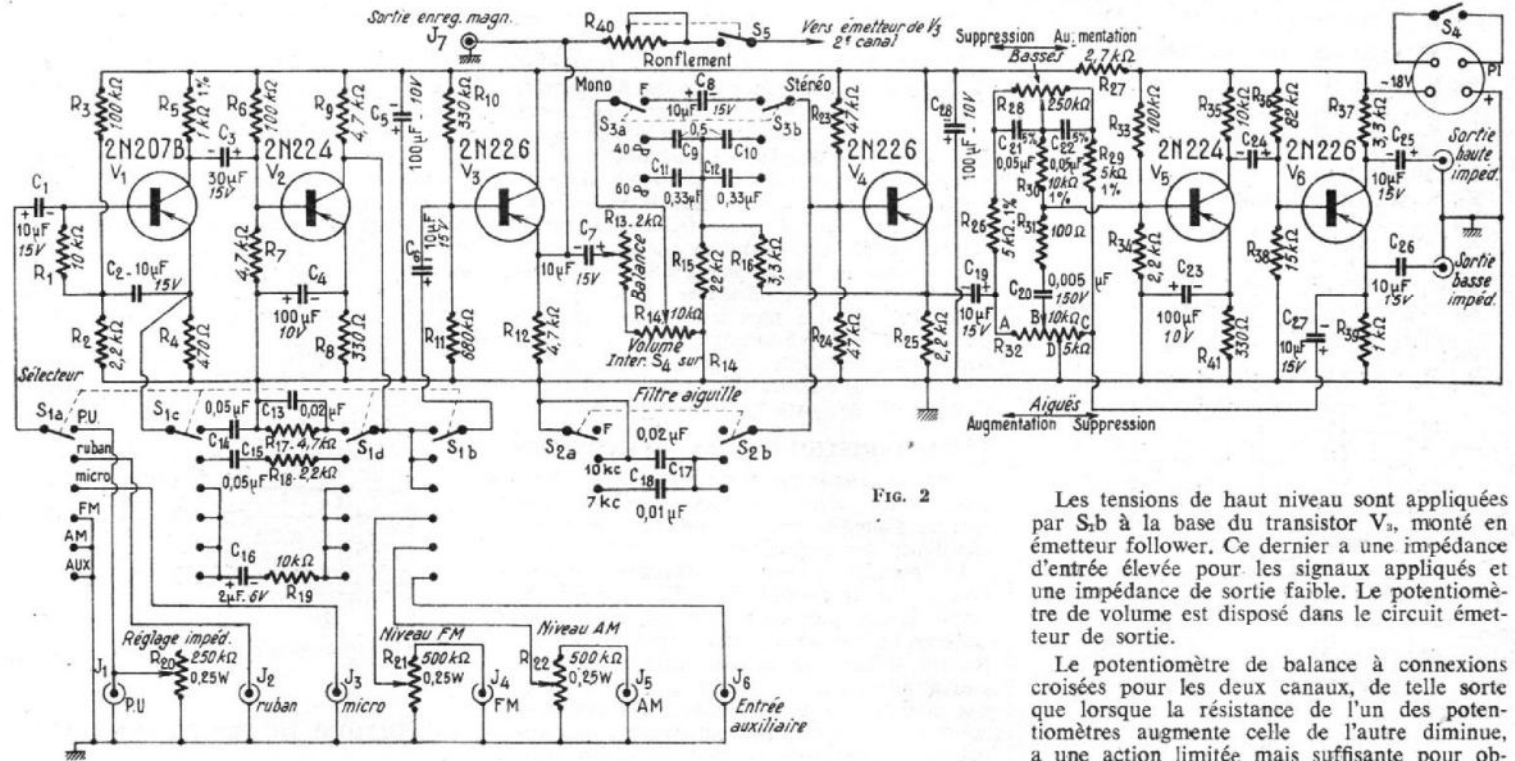 Sortie enreg. magn.
J7
R40
S5
Vers émetteur de V3
2e canal
Ronflement
Suppression Augmentation
Basses
2,7 kΩ
R27
S4
P1
-18V
+
R3
100 kΩ
R5
1 kΩ 1%
R6
100 kΩ
R9
4,7 kΩ
C5
100µF - 10V
R10
330 kΩ
Mono
F
C8
10µF
15V
Stéréo
S3a
S3b
R23
47 kΩ
C28
100µF - 10V
R28
250 kΩ
R33
100 kΩ
R35
10 kΩ
R36
82 kΩ
R37
3,3 kΩ
2N207B
V1
C3
30µF
15V
2N224
V2
2N226
V3
40
0,5
C9
C10
60
C11
C12
0,33µF
0,33µF
2N226
V4
C21
5%
0,05µF
C22
5%
0,05µF
R29
5 kΩ
1%
R30
10 kΩ
1%
2N224
V5
C24
2N226
V6
C25
10µF
15V
Sortie
haute
impéd.
C1
10µF
15V
R1
10 kΩ
C2 - 10µF
15V
R7
4,7 kΩ
C4
100µF
10V
C6
10µF
15V
C7
10µF
15V
R13. 2 kΩ
Balance
R15
22 kΩ
R16
3,3 kΩ
R26
5 kΩ. 1%
R31
100 Ω
R34
2,2 kΩ
C23
100µF
10V
R38
15 kΩ
C26
10µF
15V
Sortie
basse
impéd.
R2
2,2 kΩ
R4
470 Ω
R8
330 Ω
R11
680 kΩ
R12
4,7 kΩ
R14
10 kΩ
Volume
Inter. S4 sur R14
R24
47 kΩ
R25
2,2 kΩ
C19
10µF
15V
C20
0,005 µF
150V
A
B
10 kΩ
C
R32
D
5 kΩ
R41
330 Ω
C27
10µF
15V
R39
1 kΩ
Sélecteur
S1a
P.U.
ruban
micro
FM
AM
AUX
S1c
0,05µF
C14
C13
0,02µF
R17 - 4,7 kΩ
C15
0,05µF
R18 - 2,2 kΩ
S1d
S1b
Filtre aiguille
S2a
F
0,02µF
S2b
10kc
C17
C18
7 kc
0,01µF
Aiguës
Augmentation Suppression
FIG. 2
C16
2µF. 6V
10 kΩ
R19
Réglage impéd.
R20
250 kΩ
0,25W
J1
P.U
J2
ruban
J3
micro
Niveau FM
R21
500 kΩ
0,25W
J4
FM
Niveau AM
R22
500 kΩ
0,25W
J5
AM
J6
Entrée
auxiliaire
Les tensions de haut niveau sont appliquées
par S1b à la base du transistor V3, monté en
émetteur follower. Ce dernier a une impédance
d'entrée élevée pour les signaux appliqués et
une impédance de sortie faible. Le potentiomè-
tre de volume est disposé dans le circuit émet-
teur de sortie.
Le potentiomètre de balance à connexions
croisées pour les deux canaux, de telle sorte
que lorsque la résistance de l'un des poten-
tiomètres augmente celle de l'autre diminue,
a une action limitée mais suffisante pour ob-